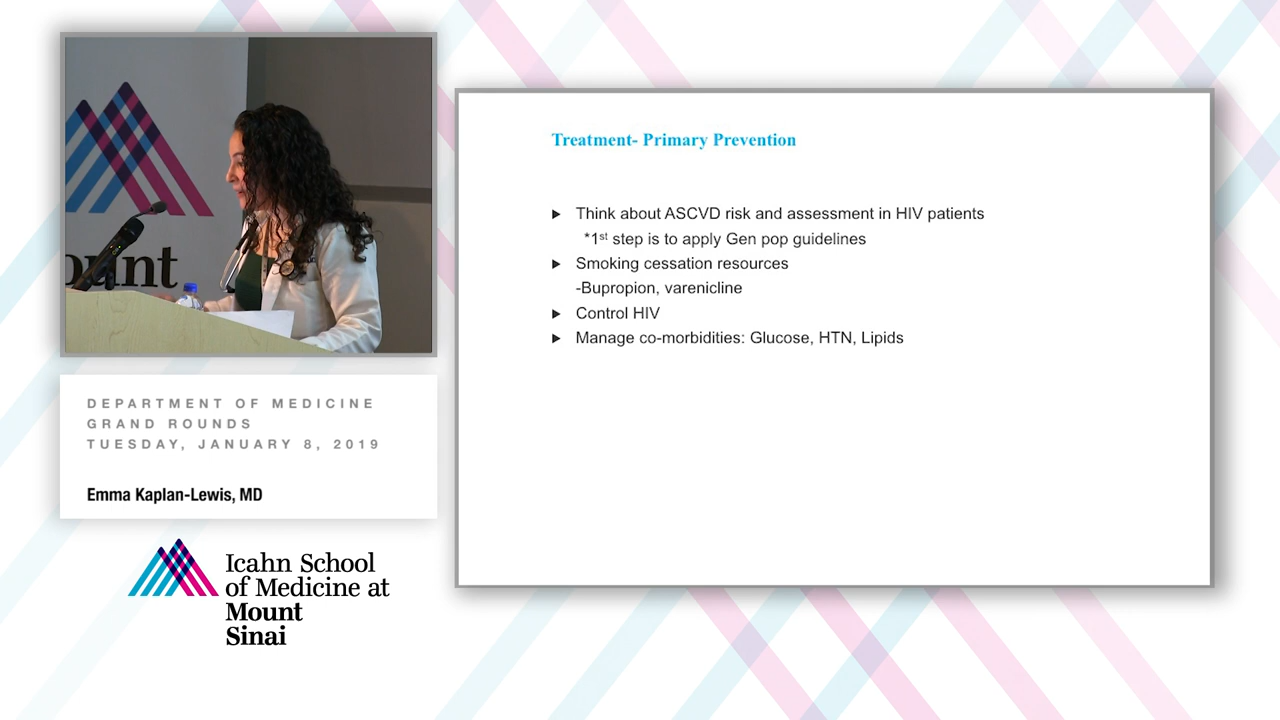 ount
DEPARTMENT OF MEDICINE
GRAND ROUNDS
TUESDAY, JANUARY 8, 2019
Emma Kaplan-Lewis, MD
Icahn School
of Medicine at
Mount
Sinai
Treatment- Primary Prevention
Think about ASCVD risk and assessment in HIV patients
*1st step is to apply Gen pop guidelines
Smoking cessation resources
-Bupropion, varenicline
Control HIV
Manage co-morbidities: Glucose, HTN, Lipids